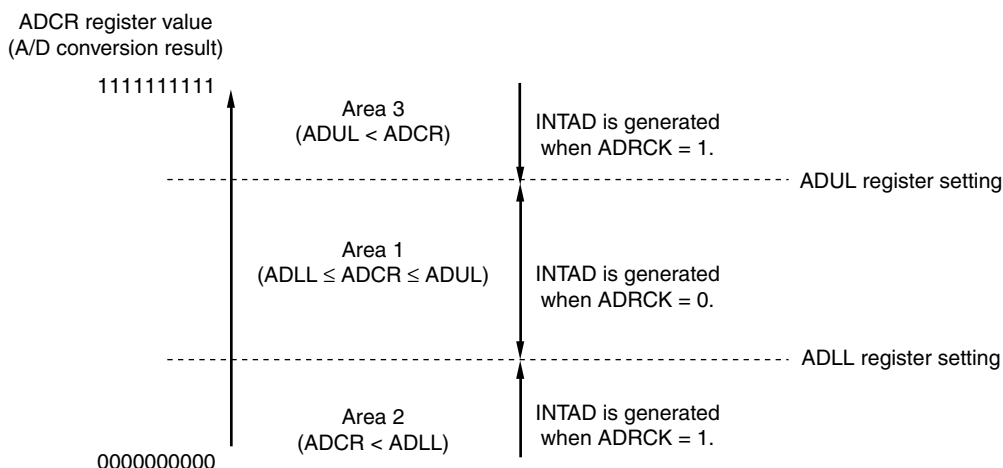 ADCR register value
(A/D conversion result)
1111111111
Area 3
(ADUL < ADCR)
INTAD is generated
when ADRCK = 1.
ADUL register setting
Area 1
(ADLL ≤ ADCR ≤ ADUL)
INTAD is generated
when ADRCK = 0.
ADLL register setting
Area 2
(ADCR < ADLL)
INTAD is generated
when ADRCK = 1.
0000000000